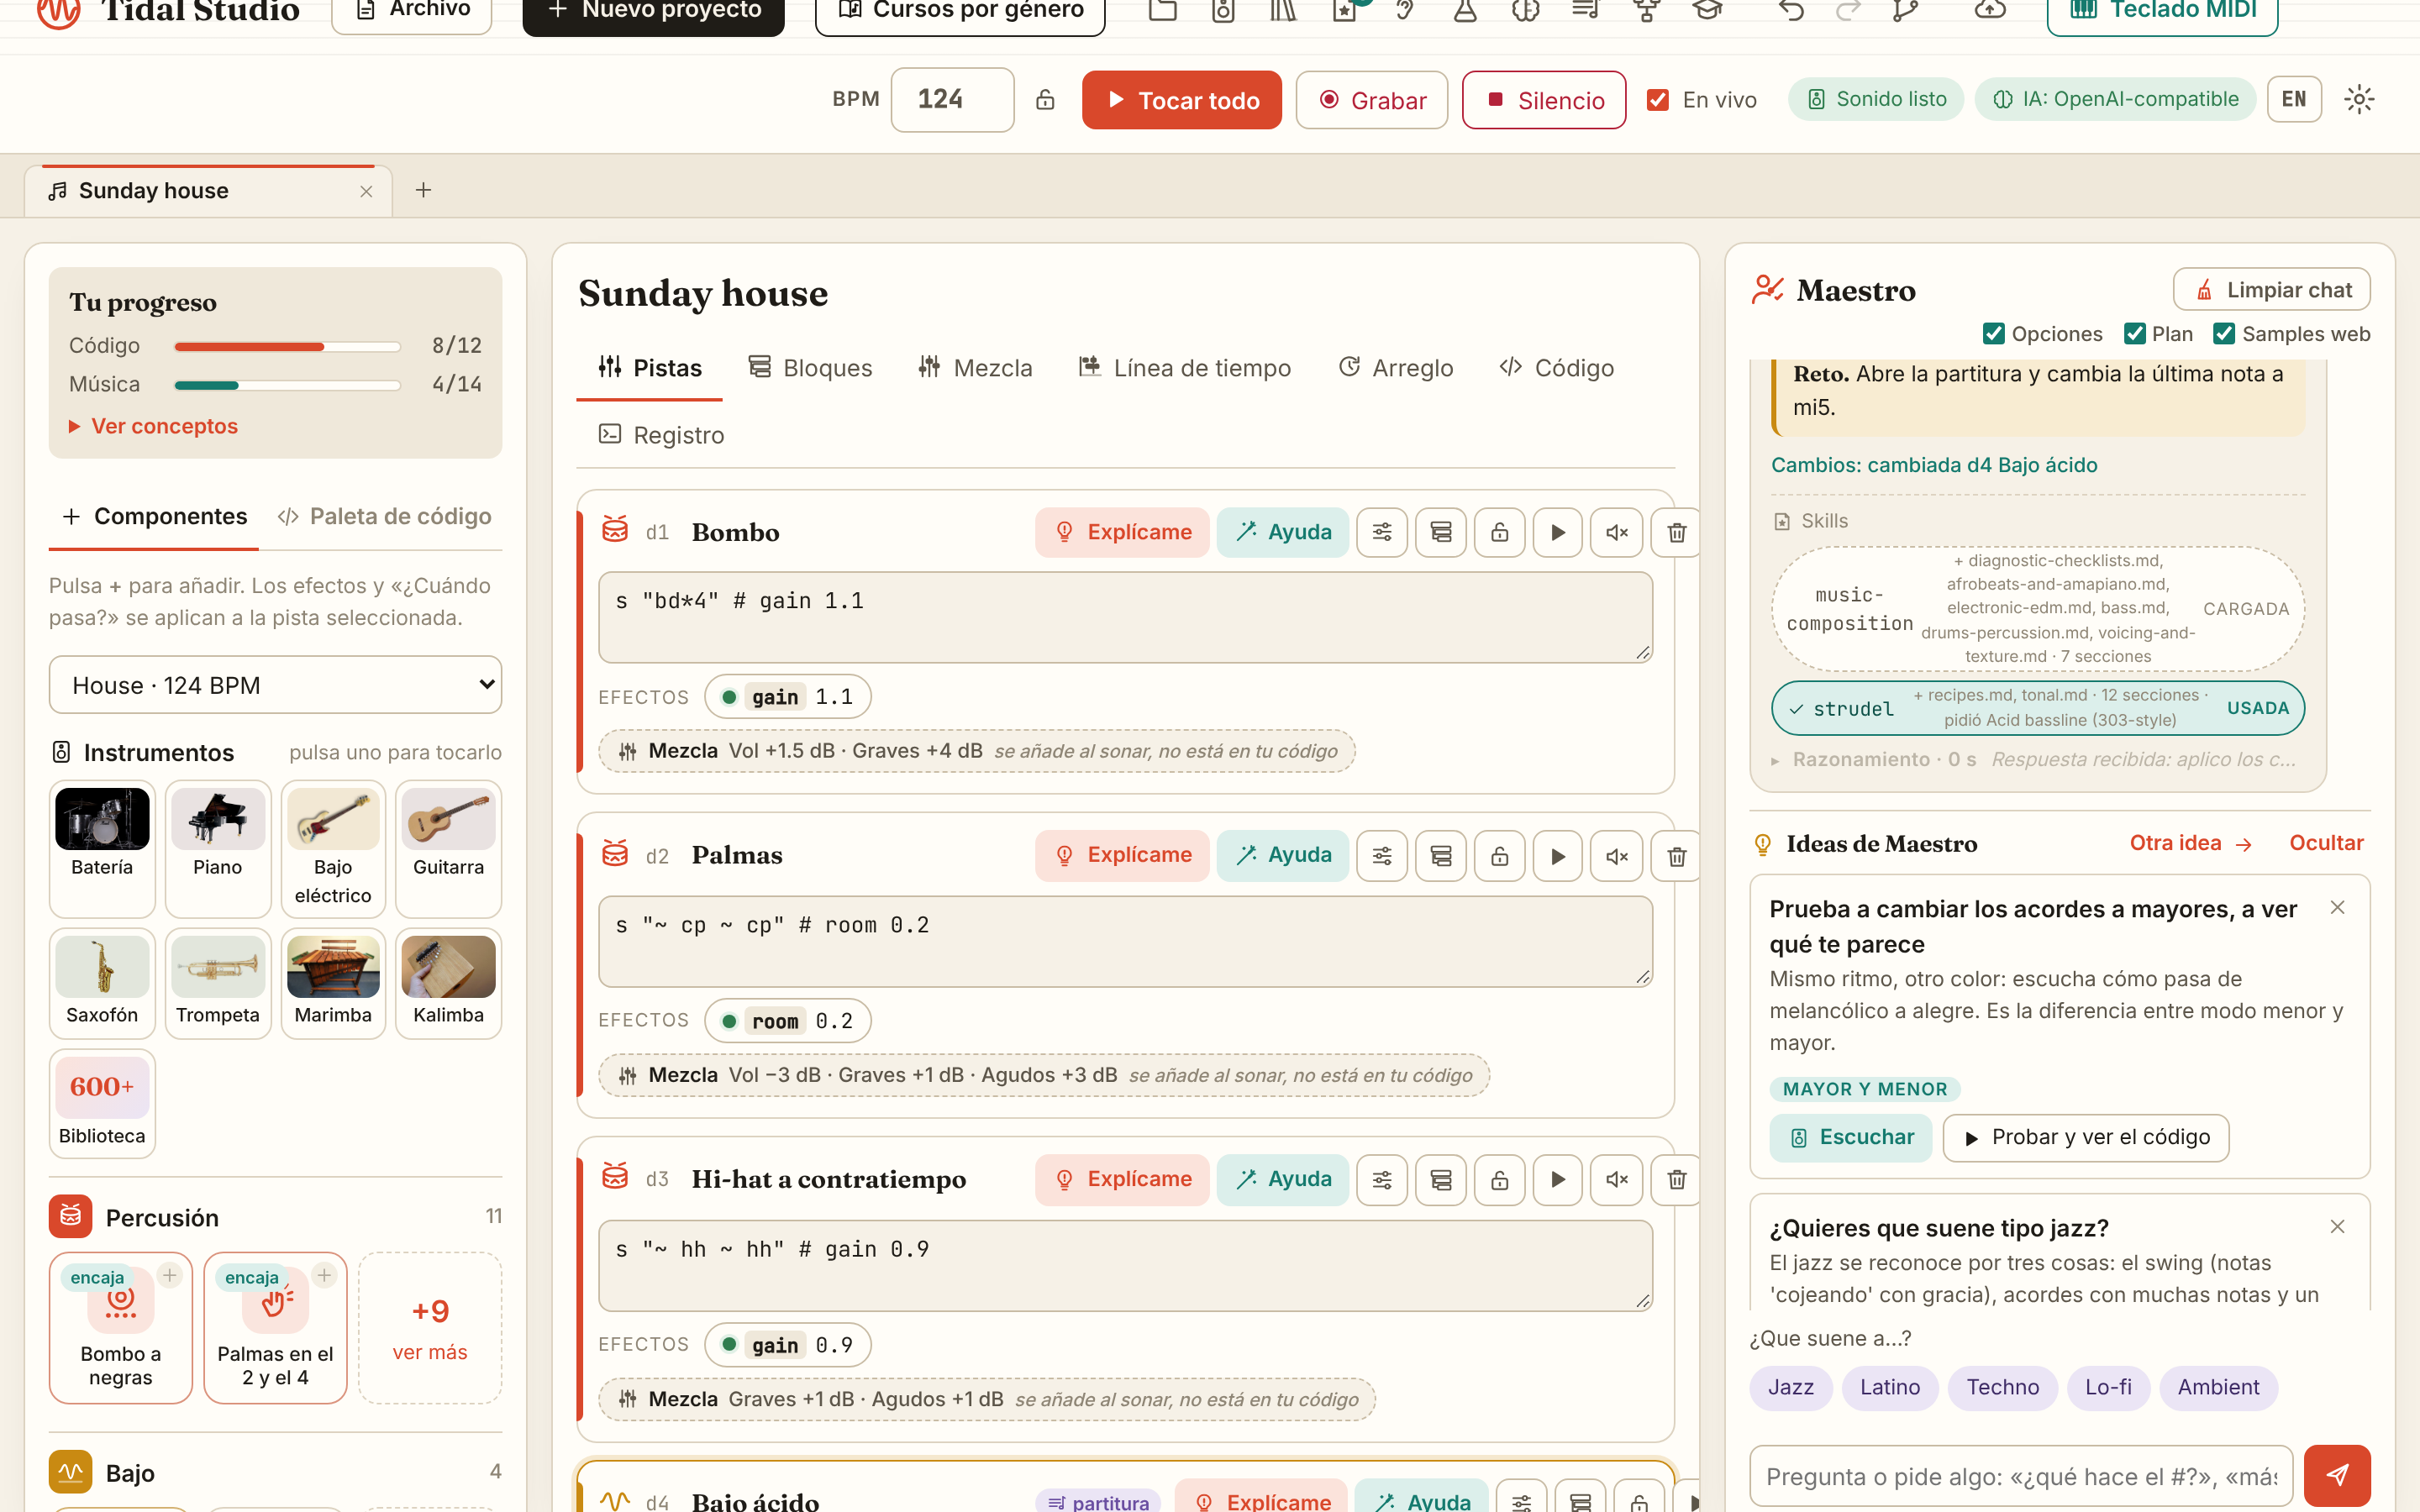 Tidal Studio
Archivo
+ Nuevo proyecto
Cursos por género
Teclado MIDI
BPM 124
Tocar todo
Grabar
Silencio
En vivo
Sonido listo
IA: OpenAI-compatible
EN
Sunday house
Tu progreso
Código 8/12
Música 4/14
Ver conceptos
+ Componentes
</> Paleta de código
Pulsa + para añadir. Los efectos y «¿Cuándo
pasa?» se aplican a la pista seleccionada.
House · 124 BPM
Instrumentos pulsa uno para tocarlo
Batería
Piano
Bajo
eléctrico
Guitarra
Saxofón
Trompeta
Marimba
Kalimba
600+
Biblioteca
Percusión 11
encaja
Bombo a
negras
encaja
Palmas en el
2 y el 4
+9
ver más
Bajo 4
Sunday house
Pistas
Bloques
Mezcla
Línea de tiempo
Arreglo
</> Código
Registro
d1 Bombo
Explícame
Ayuda
s "bd*4" # gain 1.1
EFECTOS gain 1.1
Mezcla Vol +1.5 dB · Graves +4 dB se añade al sonar, no está en tu código
d2 Palmas
Explícame
Ayuda
s "~ cp ~ cp" # room 0.2
EFECTOS room 0.2
Mezcla Vol −3 dB · Graves +1 dB · Agudos +3 dB se añade al sonar, no está en tu código
d3 Hi-hat a contratiempo
Explícame
Ayuda
s "~ hh ~ hh" # gain 0.9
EFECTOS gain 0.9
Mezcla Graves +1 dB · Agudos +1 dB se añade al sonar, no está en tu código
d4 Bajo ácido
partitura
Explícame
Ayuda
Maestro
Limpiar chat
Opciones
Plan
Samples web
Reto. Abre la partitura y cambia la última nota a
mi5.
Cambios: cambiada d4 Bajo ácido
Skills
music-
composition
+ diagnostic-checklists.md,
afrobeats-and-amapiano.md,
electronic-edm.md, bass.md,
drums-percussion.md, voicing-and-
texture.md · 7 secciones
CARGADA
strudel
+ recipes.md, tonal.md · 12 secciones ·
pidió Acid bassline (303-style)
USADA
Razonamiento · 0 s Respuesta recibida: aplico los c...
Ideas de Maestro
Otra idea →
Ocultar
Prueba a cambiar los acordes a mayores, a ver
qué te parece
Mismo ritmo, otro color: escucha cómo pasa de
melancólico a alegre. Es la diferencia entre modo menor y
mayor.
MAYOR Y MENOR
Escuchar
Probar y ver el código
¿Quieres que suene tipo jazz?
El jazz se reconoce por tres cosas: el swing (notas
'cojeando' con gracia), acordes con muchas notas y un
¿Que suene a...?
Jazz
Latino
Techno
Lo-fi
Ambient
Pregunta o pide algo: «¿qué hace el #?», «más